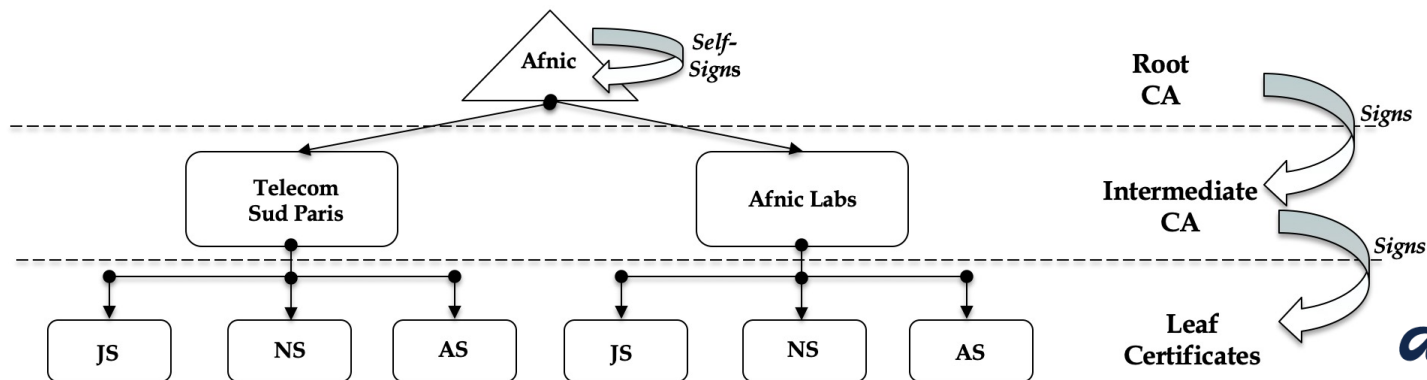 Afnic
Self-
Signs
Root
CA
Signs
Telecom
Sud Paris
Afnic Labs
Intermediate
CA
Signs
JS
NS
AS
JS
NS
AS
Leaf
Certificates